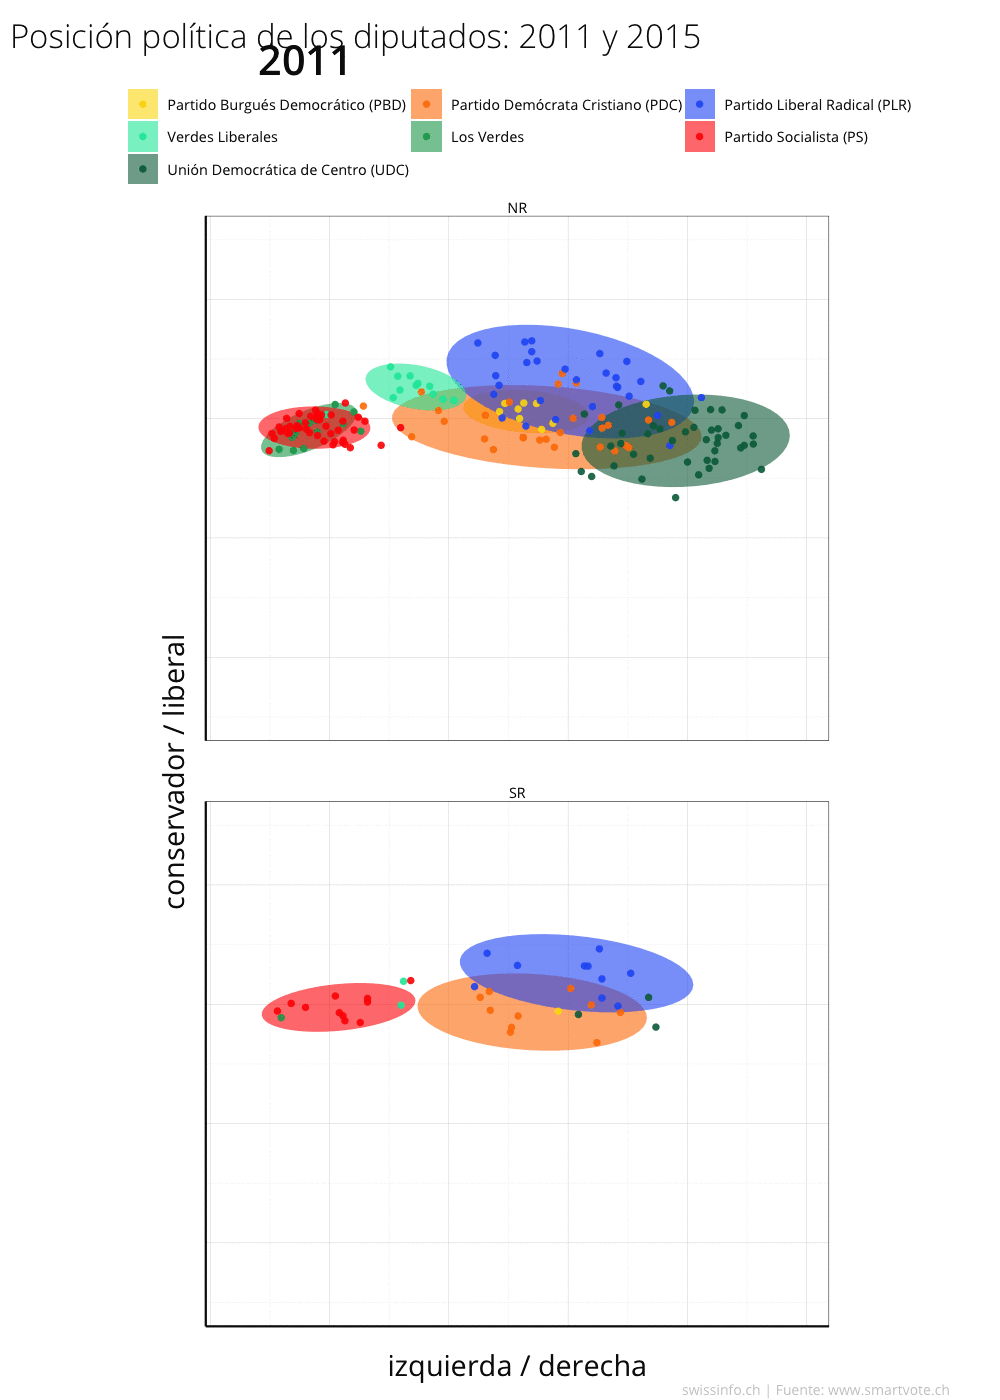 Posición política de los diputados: 2011 y 2015
2011
Partido Burgués Democrático (PBD)
Partido Demócrata Cristiano (PDC)
Partido Liberal Radical (PLR)
Verdes Liberales
Los Verdes
Partido Socialista (PS)
Unión Democrática de Centro (UDC)
NR
conservador / liberal
SR
izquierda / derecha
swissinfo.ch | Fuente: www.smartvote.ch